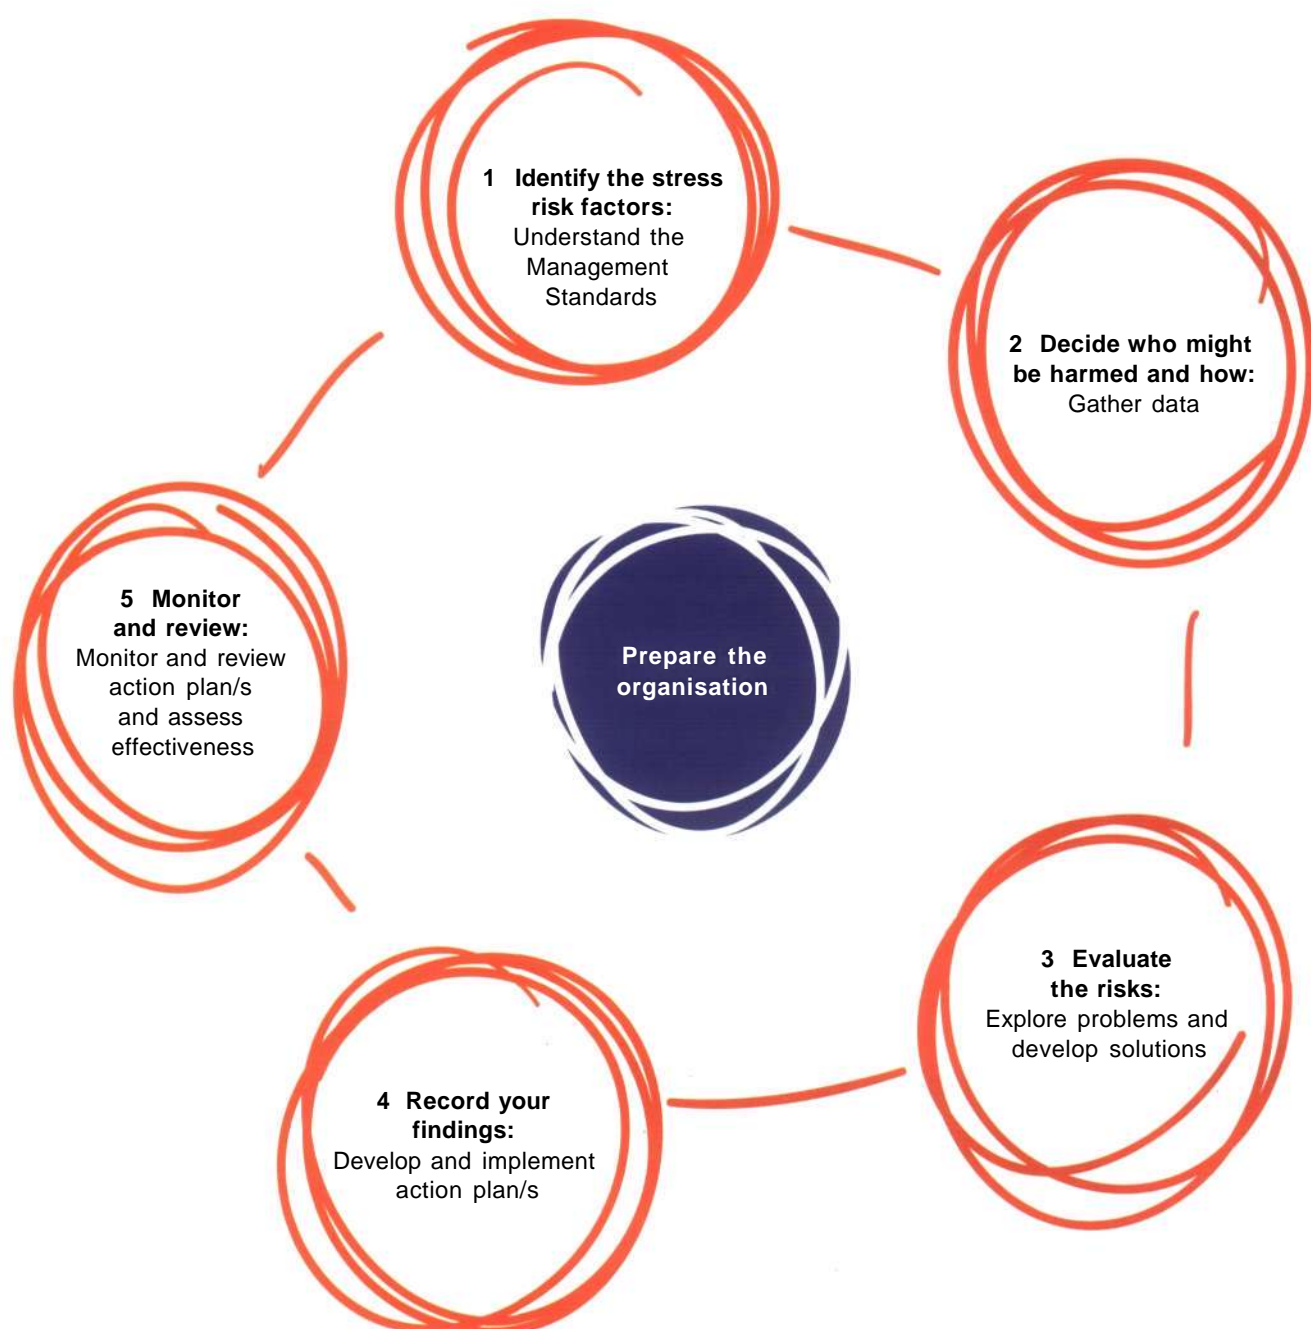 1 Identify the stress
risk factors:
Understand the
Management
Standards
2 Decide who might
be harmed and how:
Gather data
3 Evaluate
the risks:
Explore problems and
develop solutions
4 Record your
findings:
Develop and implement
action plan/s
5 Monitor
and review:
Monitor and review
action plan/s
and assess
effectiveness
Prepare the
organisation